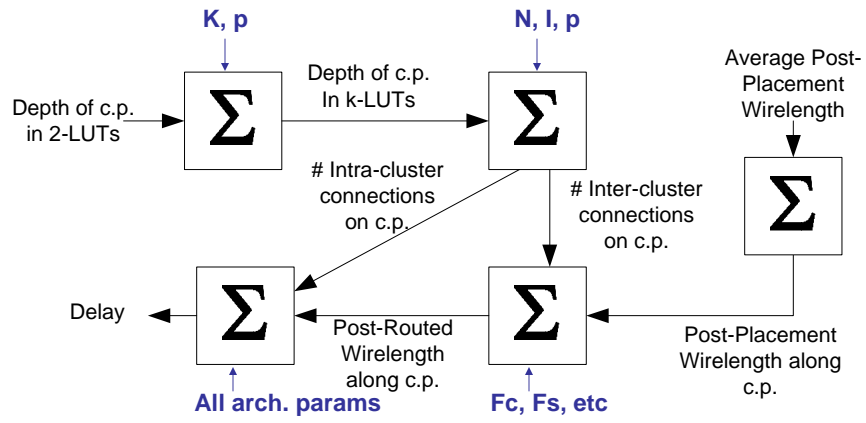 K, p
N, I, p
Average Post-
Placement
Wirelength
Depth of c.p.
in 2-LUTs
Σ
Depth of c.p.
In k-LUTs
Σ
Σ
# Intra-cluster
connections
on c.p.
# Inter-cluster
connections
on c.p.
Delay
Σ
Post-Routed
Wirelength
along c.p.
Σ
Post-Placement
Wirelength along
c.p.
All arch. params
Fc, Fs, etc